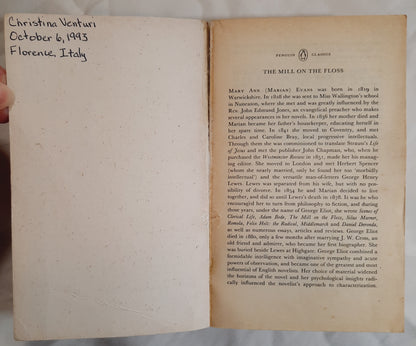 Christina Venturi
October 6, 1993
Florence, Italy
PENGUIN CLASSICS
THE MILL ON THE FLOSS
MARY ANN (MARIAN) EVANS was born in 1819 in
Warwickshire. In 1828 she was sent to Miss Wallington's school
in Nuneaton, where she met and was greatly influenced by the
Rev. John Edmund Jones, an evangelical preacher who makes
several appearances in her novels. In 1836 her mother died and
Marian became her father's housekeeper, educating herself in
her spare time. In 1841 she moved to Coventry, and met
Charles and Caroline Bray, local progressive intellectuals.
Through them she was commissioned to translate Strauss's Life
of Jesus and met the publisher John Chapman, who, when he
purchased the Westminster Review in 1851, made her his manag-
ing editor. She moved to London and met Herbert Spencer
(whom she nearly married, only he found her too 'morbidly
intellectual') and the versatile man-of-letters George Henry
Lewes. Lewes was separated from his wife, but with no possi-
bility of divorce. In 1854 he and Marian decided to live
together, and did so until Lewes's death in 1878. It was he who
encouraged her to turn from philosophy to fiction, and during
those years, under the name of George Eliot, she wrote Scenes of
Clerical Life, Adam Bede, The Mill on the Floss, Silas Marner,
Romola, Felix Holt: the Radical, Middlemarch and Daniel Deronda,
as well as numerous essays, articles and reviews. George Eliot
died in 1880, only a few months after marrying J. W. Cross, an
old friend and admirer, who became her first biographer. She
was buried beside Lewes at Highgate. George Eliot combined a
formidable intelligence with imaginative sympathy and acute
powers of observation, and became one of the greatest and most
influential of English novelists. Her choice of material widened
the horizons of the novel and her psychological insights radi-
cally influenced the novelist's approach to characterization.